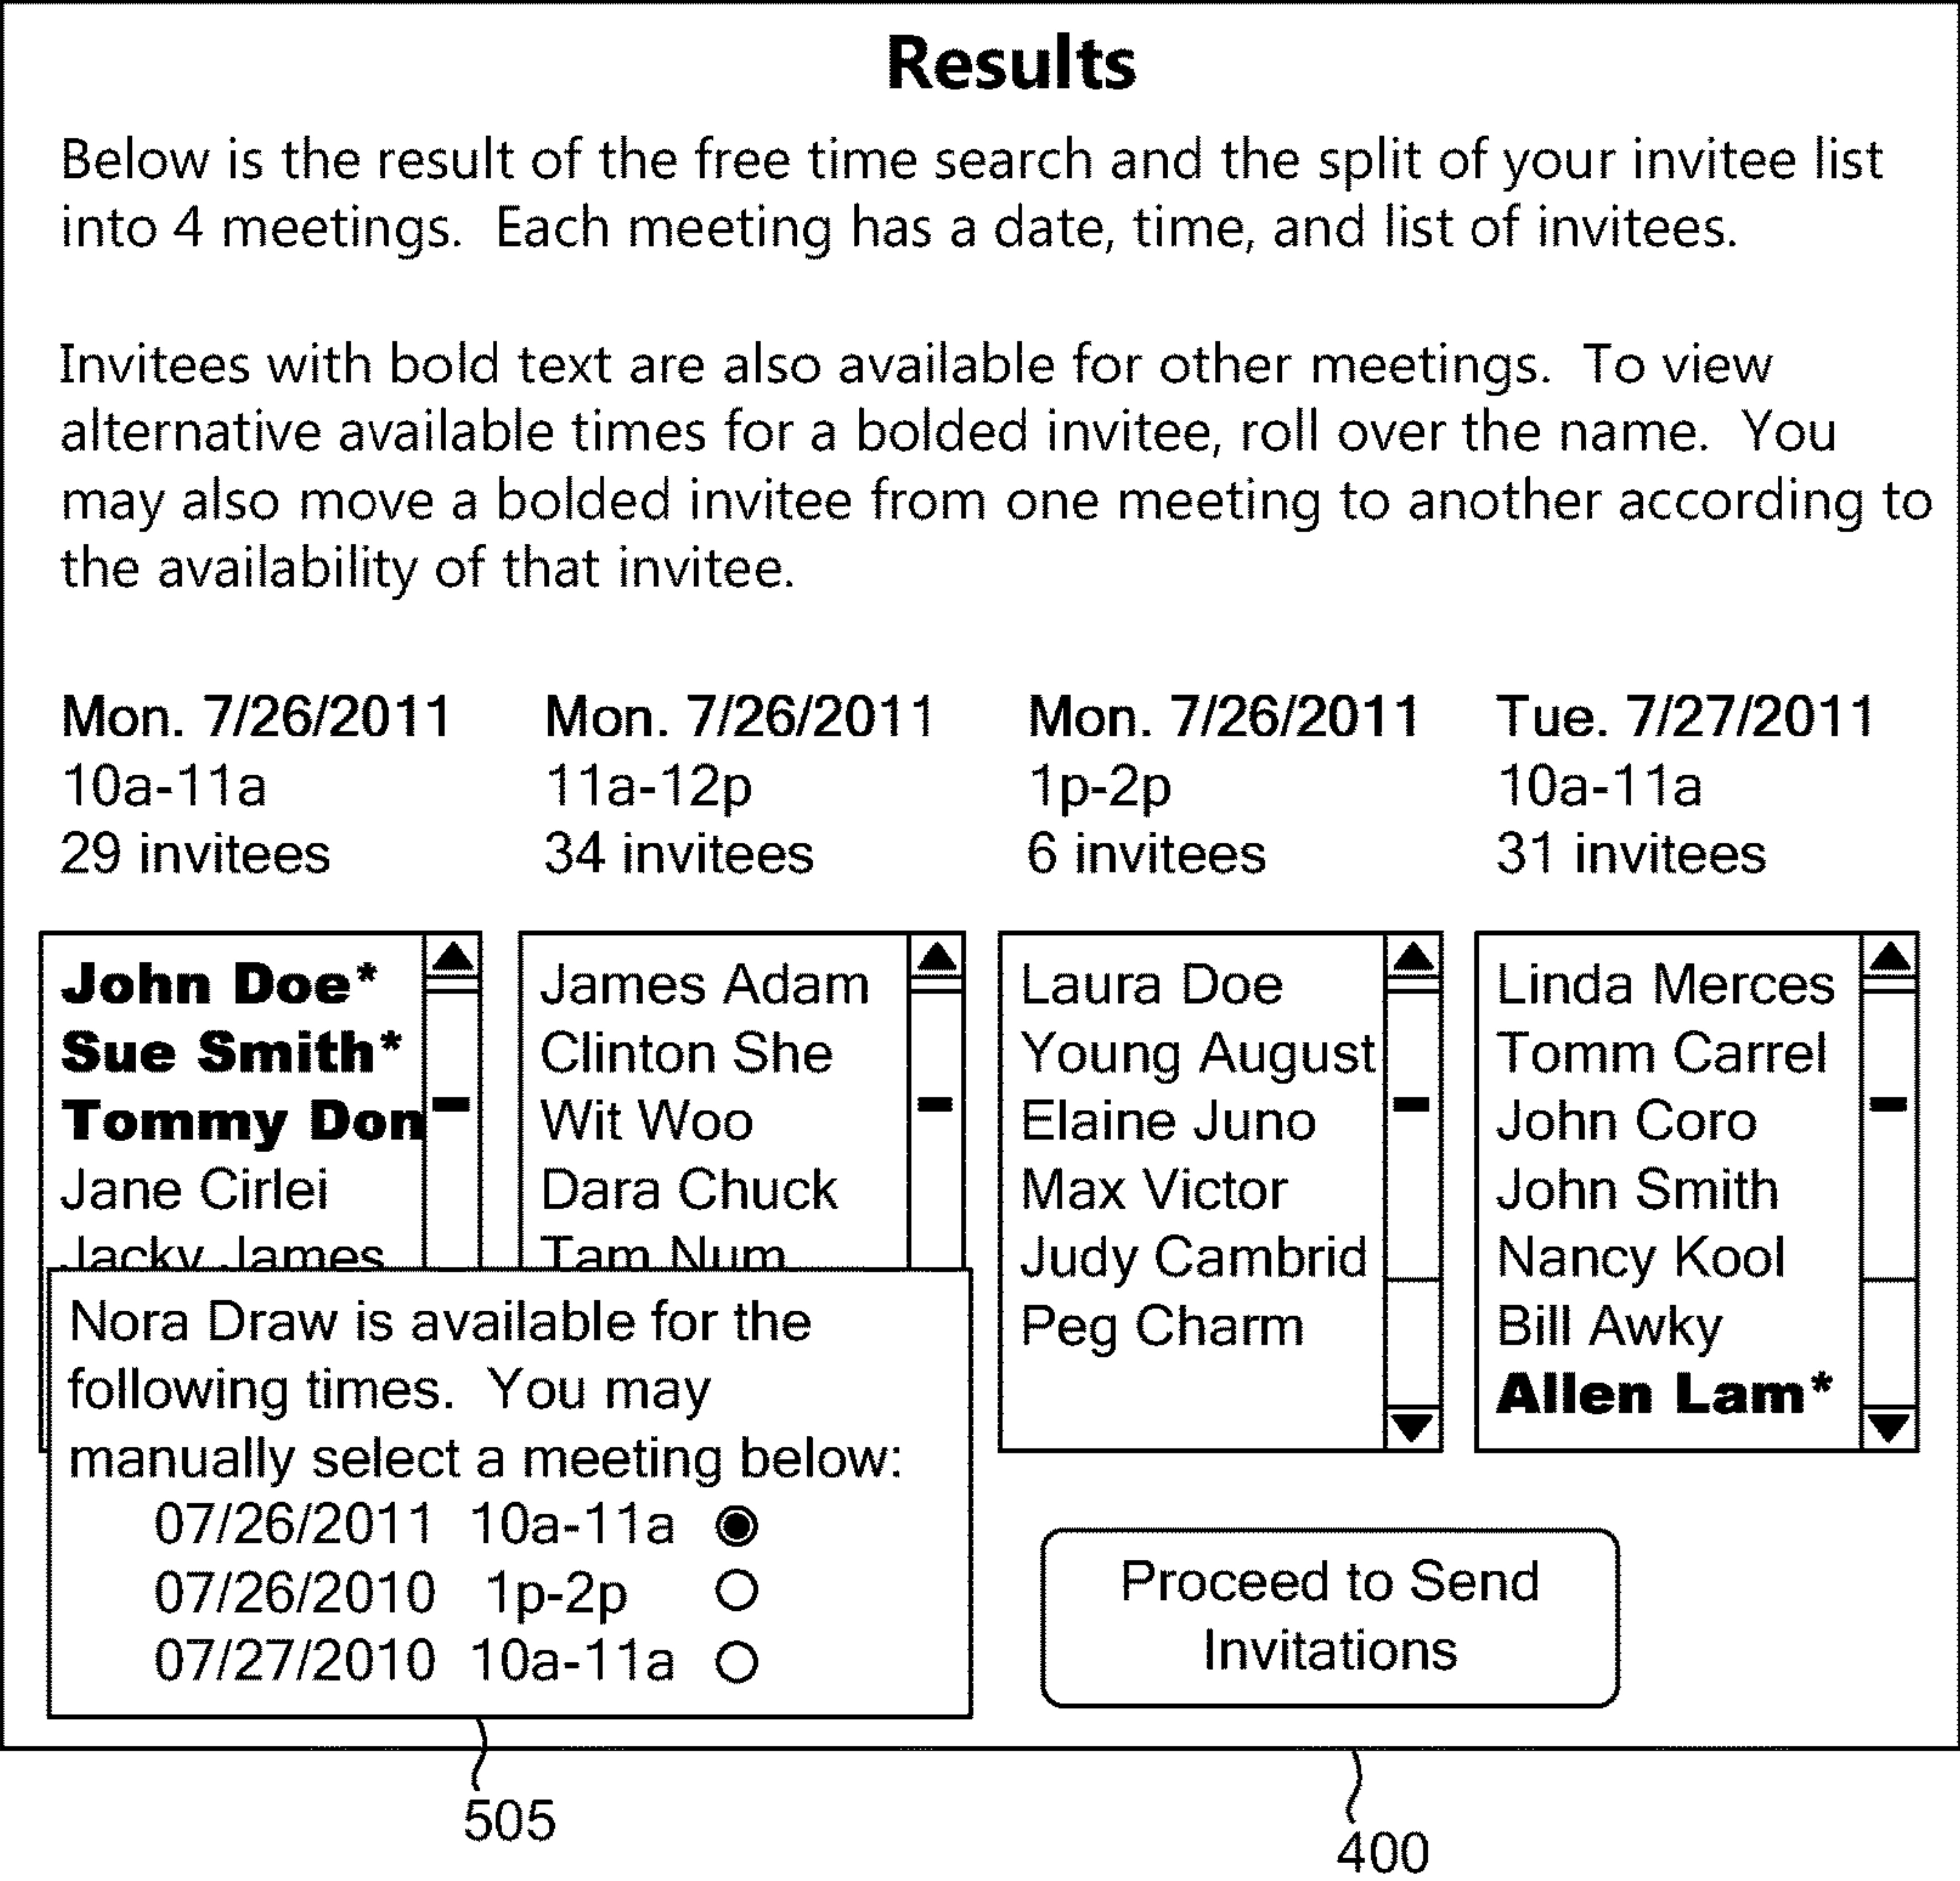 Results
Below is the result of the free time search and the split of your invitee list
into 4 meetings. Each meeting has a date, time, and list of invitees.
Invitees with bold text are also available for other meetings. To view
alternative available times for a bolded invitee, roll over the name. You
may also move a bolded invitee from one meeting to another according to
the availability of that invitee.
Mon. 7/26/2011
10a-11a
29 invitees
John Doe*
Sue Smith*
Tommy Don
Jane Cirlei
Jacky James
Mon. 7/26/2011
11a-12p
34 invitees
James Adam
Clinton She
Wit Woo
Dara Chuck
Tam Num
Mon. 7/26/2011
1p-2p
6 invitees
Laura Doe
Young August
Elaine Juno
Max Victor
Judy Cambrid
Peg Charm
Tue. 7/27/2011
10a-11a
31 invitees
Linda Merces
Tomm Carrel
John Coro
John Smith
Nancy Kool
Bill Awky
Allen Lam*
Nora Draw is available for the
following times. You may
manually select a meeting below:
07/26/2011 10a-11a
07/26/2010 1p-2p
07/27/2010 10a-11a
Proceed to Send
Invitations
505
400